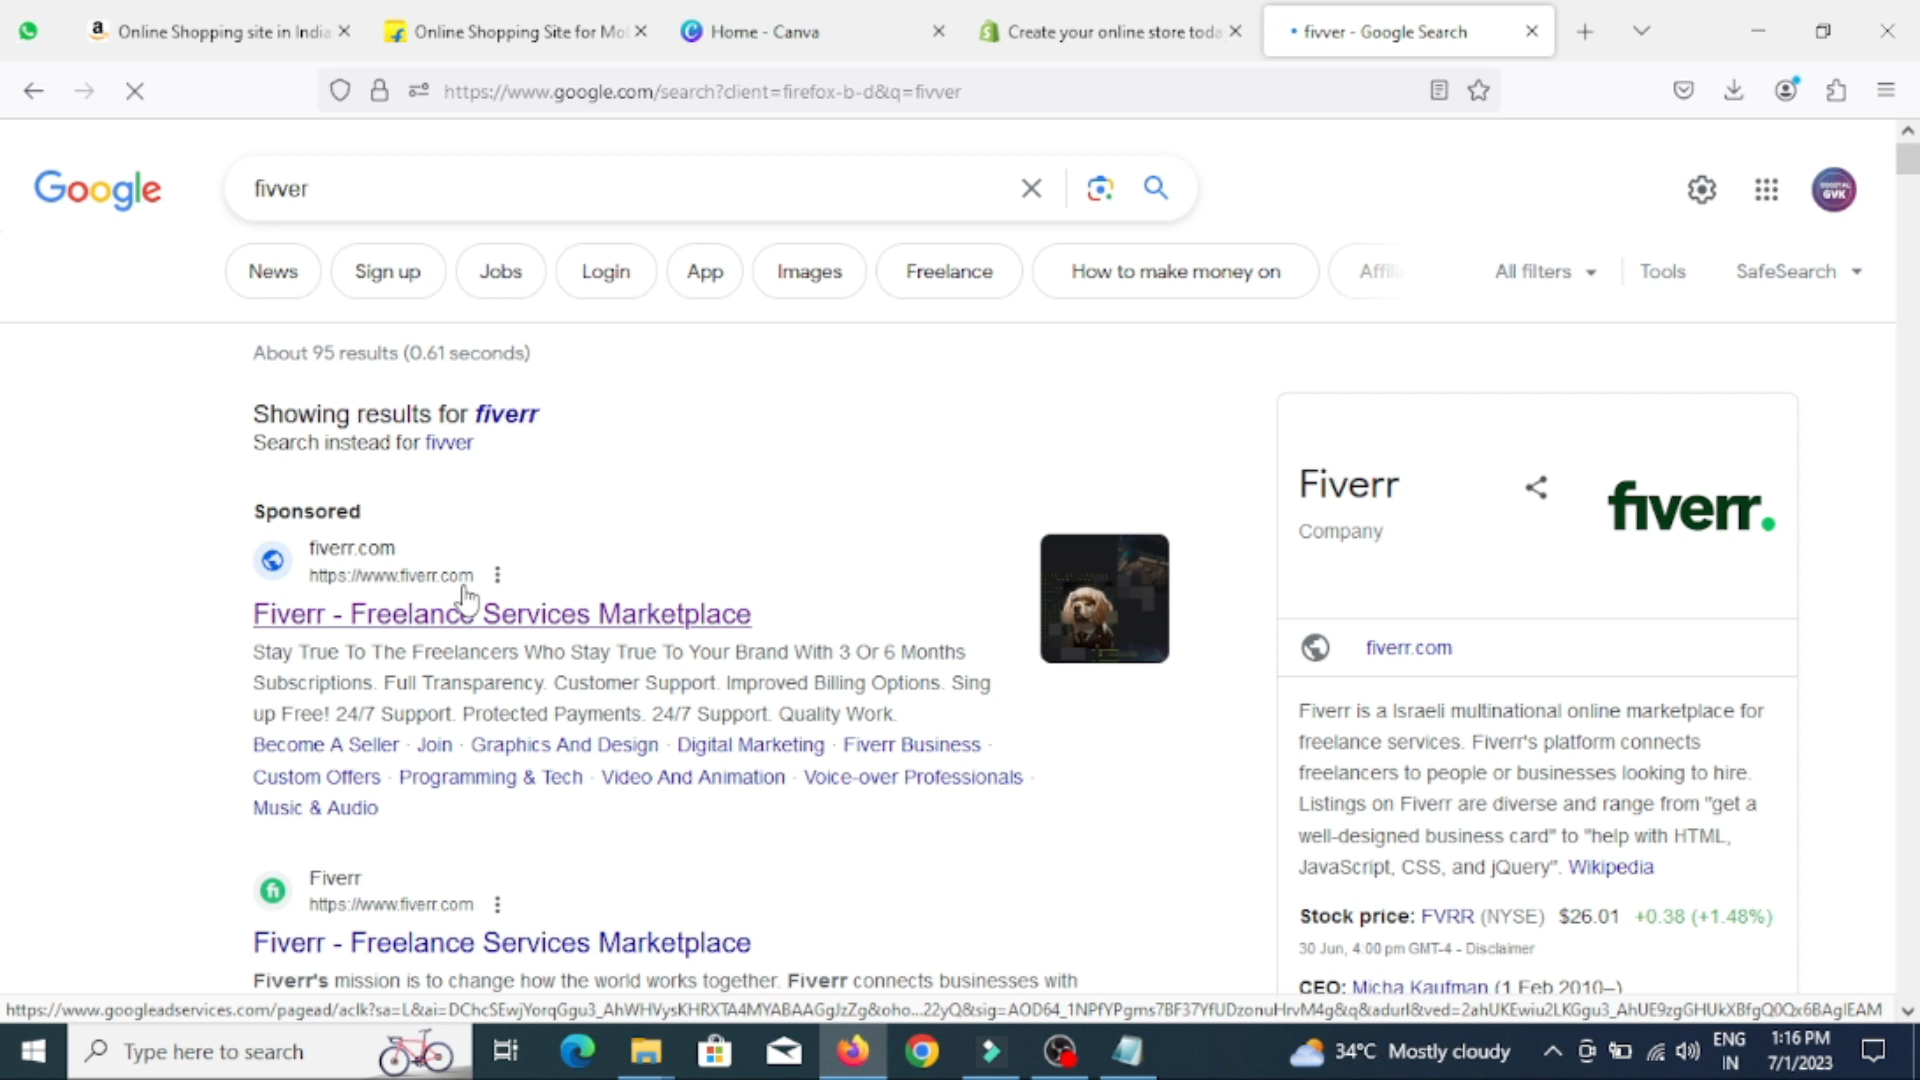 Online Shopping site in India
Online Shopping Site for Mo
Home - Canva
Create your online store toda
fivver - Google Search
https://www.google.com/search?client=firefox-b-d&q=fivver
Google
fivver
GVK
News
Sign up
Jobs
Login
App
Images
Freelance
How to make money on
Affili
All filters
Tools
SafeSearch
About 95 results (0.61 seconds)
Showing results for fiverr
Search instead for fivver
Sponsored
fiverr.com
https://www.fiverr.com
Fiverr - Freelance Services Marketplace
Stay True To The Freelancers Who Stay True To Your Brand With 3 Or 6 Months
Subscriptions. Full Transparency. Customer Support. Improved Billing Options. Sing
up Free! 24/7 Support. Protected Payments. 24/7 Support. Quality Work.
Become A Seller · Join · Graphics And Design · Digital Marketing · Fiverr Business ·
Custom Offers · Programming & Tech · Video And Animation · Voice-over Professionals ·
Music & Audio
Fiverr
https://www.fiverr.com
Fiverr - Freelance Services Marketplace
Fiverr's mission is to change how the world works together. Fiverr connects businesses with
Fiverr
Company
fiverr.
fiverr.com
Fiverr is a Israeli multinational online marketplace for
freelance services. Fiverr's platform connects
freelancers to people or businesses looking to hire.
Listings on Fiverr are diverse and range from "get a
well-designed business card" to "help with HTML,
JavaScript, CSS, and jQuery". Wikipedia
Stock price: FVRR (NYSE) $26.01 +0.38 (+1.48%)
30 Jun, 4:00 pm GMT-4 - Disclaimer
CEO: Micha Kaufman (1 Feb 2010–)
https://www.googleadservices.com/pagead/aclk?sa=L&ai=DChcSEwjYorqGgu3_AhWHVysKHRXTA4MYABAAGgJzZg&oho...22yQ&sig=AOD64_1NPfYPgms7BF37YfUDzonuHrvM4g&q&adurl&ved=2ahUKEwiu2LKGgu3_AhUE9zgGHUkXBfgQ0Qx6BAgIEAM
Type here to search
34°C Mostly cloudy
ENG
IN
1:16 PM
7/1/2023